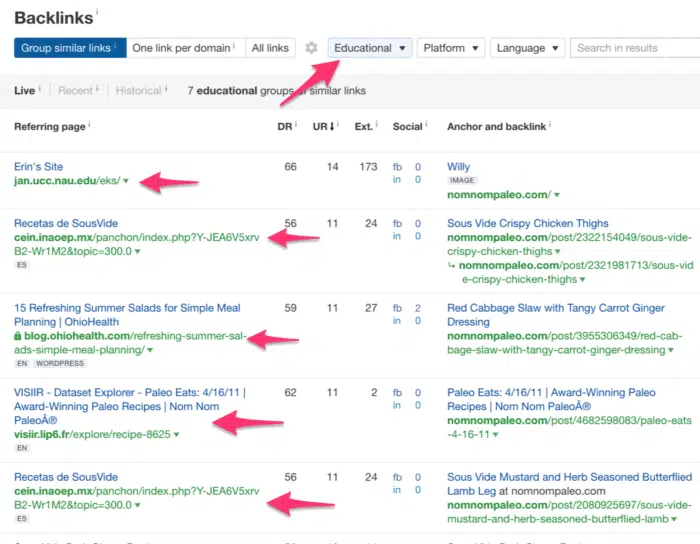 Backlinks i
Group similar links i One link per domain i All links Educational ▼ Platform ▼ Language ▼ Search in results
Live i Recent i Historical i 7 educational groups of similar links
Referring page i DR i UR ↓ i Ext. i Social i Anchor and backlink i
Erin's Site 66 14 173 fb 0 Willy
jan.ucc.nau.edu/eks/ ▼ in 0 IMAGE
nomnompaleo.com/ ▼
Recetas de SousVide 56 11 24 fb 0 Sous Vide Crispy Chicken Thighs
cein.inaoep.mx/panchon/index.php?Y-JEA6V5xrv in 0 nomnompaleo.com/post/2322154049/sous-vide-
B2-Wr1M2&topic=300.0 ▼ crispy-chicken-thighs ▼
ES ↳ nomnompaleo.com/post/2321981713/sous-vid
e-crispy-chicken-thighs ▼
15 Refreshing Summer Salads for Simple Meal 59 11 27 fb 2 Red Cabbage Slaw with Tangy Carrot Ginger
Planning | OhioHealth in 0 Dressing
blog.ohiohealth.com/refreshing-summer-sal- nomnompaleo.com/post/3955306349/red-cab-
ads-simple-meal-planning/ ▼ bage-slaw-with-tangy-carrot-ginger-dressing ▼
EN WORDPRESS
VISIIR - Dataset Explorer - Paleo Eats: 4/16/11 | 62 11 2 fb 0 Paleo Eats: 4/16/11 | Award-Winning Paleo
Award-Winning Paleo Recipes | Nom Nom in 0 Recipes | Nom Nom Paleo®
PaleoÂ® nomnompaleo.com/post/4682598083/paleo-eats
visiir.lip6.fr/explore/recipe-8625 ▼ -4-16-11 ▼
EN
Recetas de SousVide 56 11 24 fb 0 Sous Vide Mustard and Herb Seasoned Butterflied
cein.inaoep.mx/panchon/index.php?Y-JEA6V5xrv in 0 Lamb Leg at nomnompaleo.com
B2-Wr1M2&topic=300.0 ▼ nomnompaleo.com/post/2080925697/sous-vide-
ES mustard-and-herb-seasoned-butterflied-lamb ▼